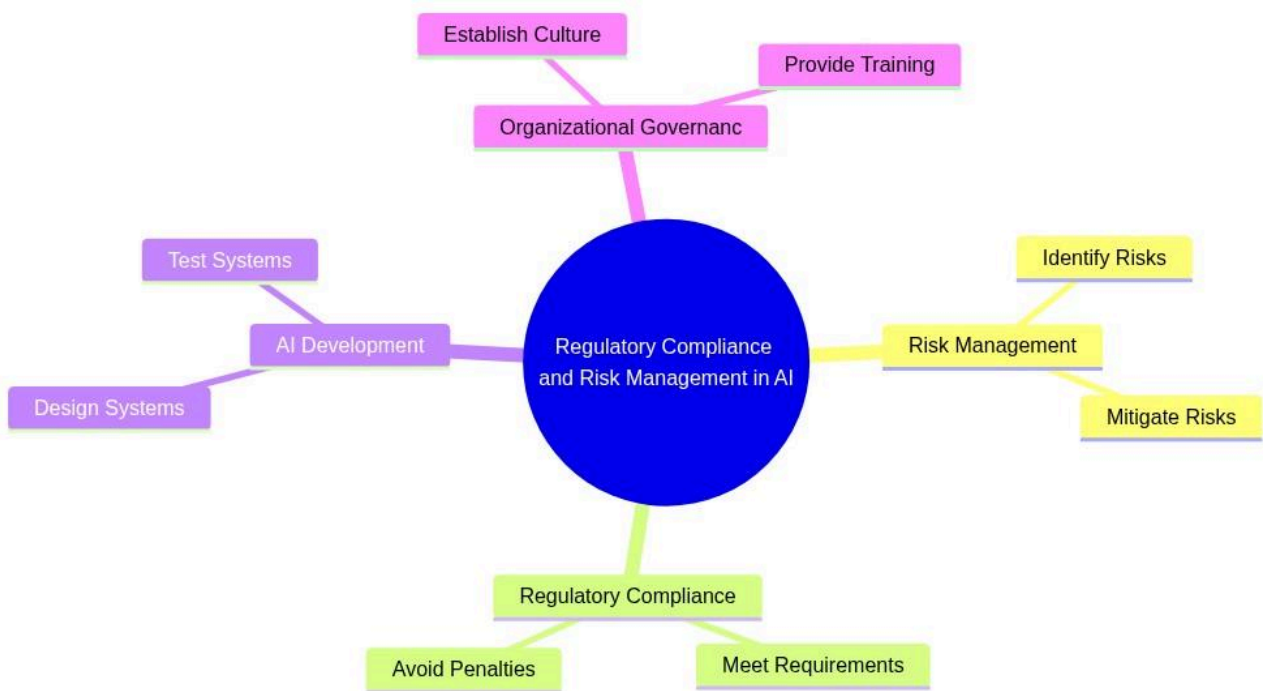 Establish Culture
Provide Training
Organizational Governanc
Test Systems
AI Development
Design Systems
Regulatory Compliance
and Risk Management in AI
Identify Risks
Risk Management
Mitigate Risks
Regulatory Compliance
Avoid Penalties
Meet Requirements